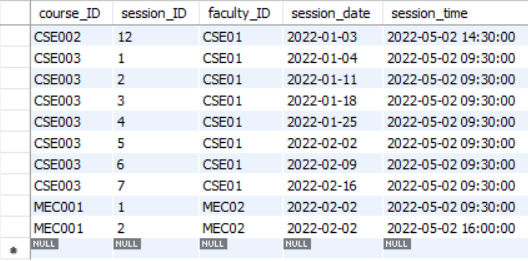 course_ID session_ID faculty_ID session_date session_time
CSE002 12 CSE01 2022-01-03 2022-05-02 14:30:00
CSE003 1 CSE01 2022-01-04 2022-05-02 09:30:00
CSE003 2 CSE01 2022-01-11 2022-05-02 09:30:00
CSE003 3 CSE01 2022-01-18 2022-05-02 09:30:00
CSE003 4 CSE01 2022-01-25 2022-05-02 09:30:00
CSE003 5 CSE01 2022-02-02 2022-05-02 09:30:00
CSE003 6 CSE01 2022-02-09 2022-05-02 09:30:00
CSE003 7 CSE01 2022-02-16 2022-05-02 09:30:00
MEC001 1 MEC02 2022-02-02 2022-05-02 09:30:00
MEC001 2 MEC02 2022-02-02 2022-05-02 16:00:00
NULL NULL NULL NULL NULL